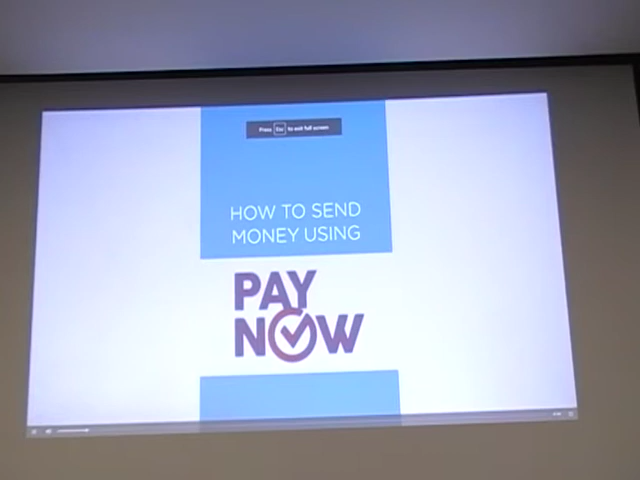 Press Esc to exit full screen
HOW TO SEND
MONEY USING
PAY
NOW